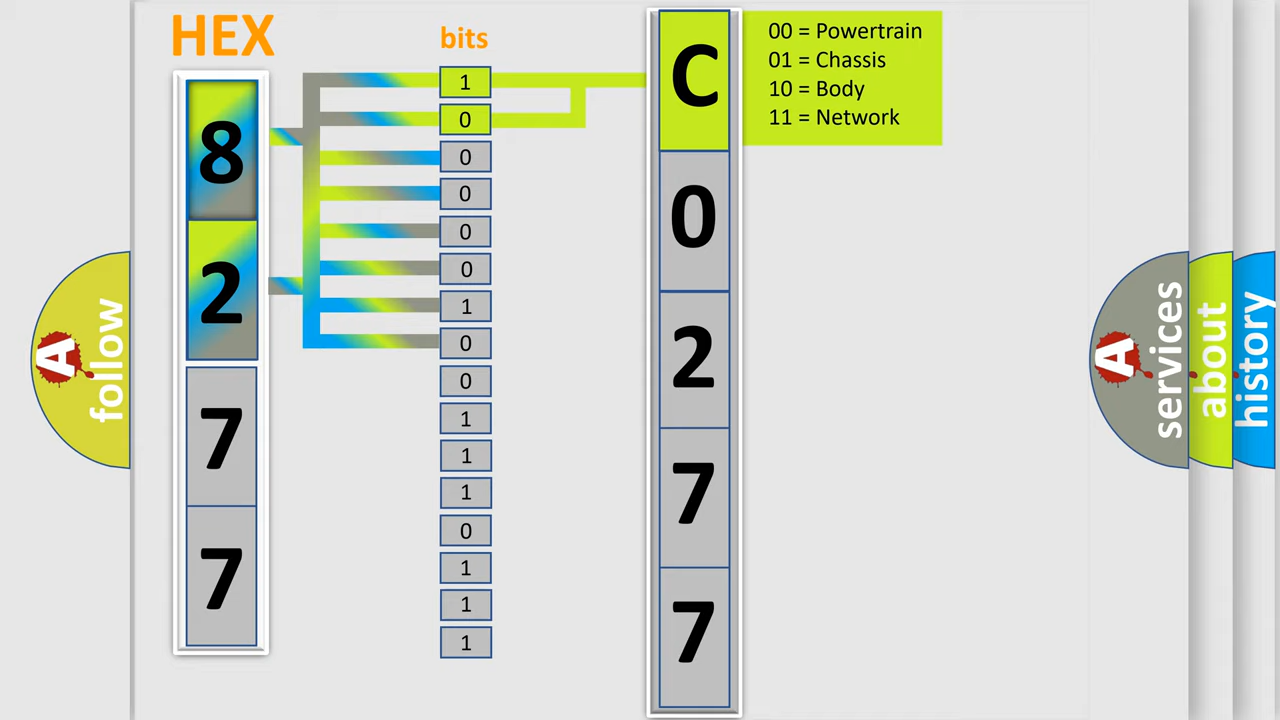 HEX
bits
8
2
7
7
1
0
0
0
0
0
1
0
0
1
1
1
0
1
1
1
C
0
2
7
7
00 = Powertrain
01 = Chassis
10 = Body
11 = Network
A
follow
A
services
about
history